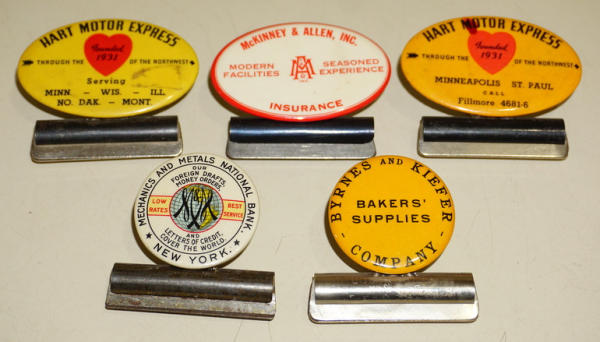 HART MOTOR EXPRESS
Founded
1931
THROUGH THE OF THE NORTHWEST
Serving
MINN. - WIS. - ILL
NO. DAK. - MONT.
McKINNEY & ALLEN, INC.
MODERN SEASONED
FACILITIES EXPERIENCE
INSURANCE
HART MOTOR EXPRESS
Founded
1931
THROUGH THE OF THE NORTHWEST
MINNEAPOLIS ST. PAUL
CALL
Fillmore 4681-6
MECHANICS AND METALS NATIONAL BANK
OUR
FOREIGN DRAFTS,
MONEY ORDERS
LOW BEST
RATES SERVICE
AND
LETTERS OF CREDIT,
COVER THE WORLD.
NEW YORK.
BYRNES AND KIEFER
BAKERS'
SUPPLIES
- COMPANY -